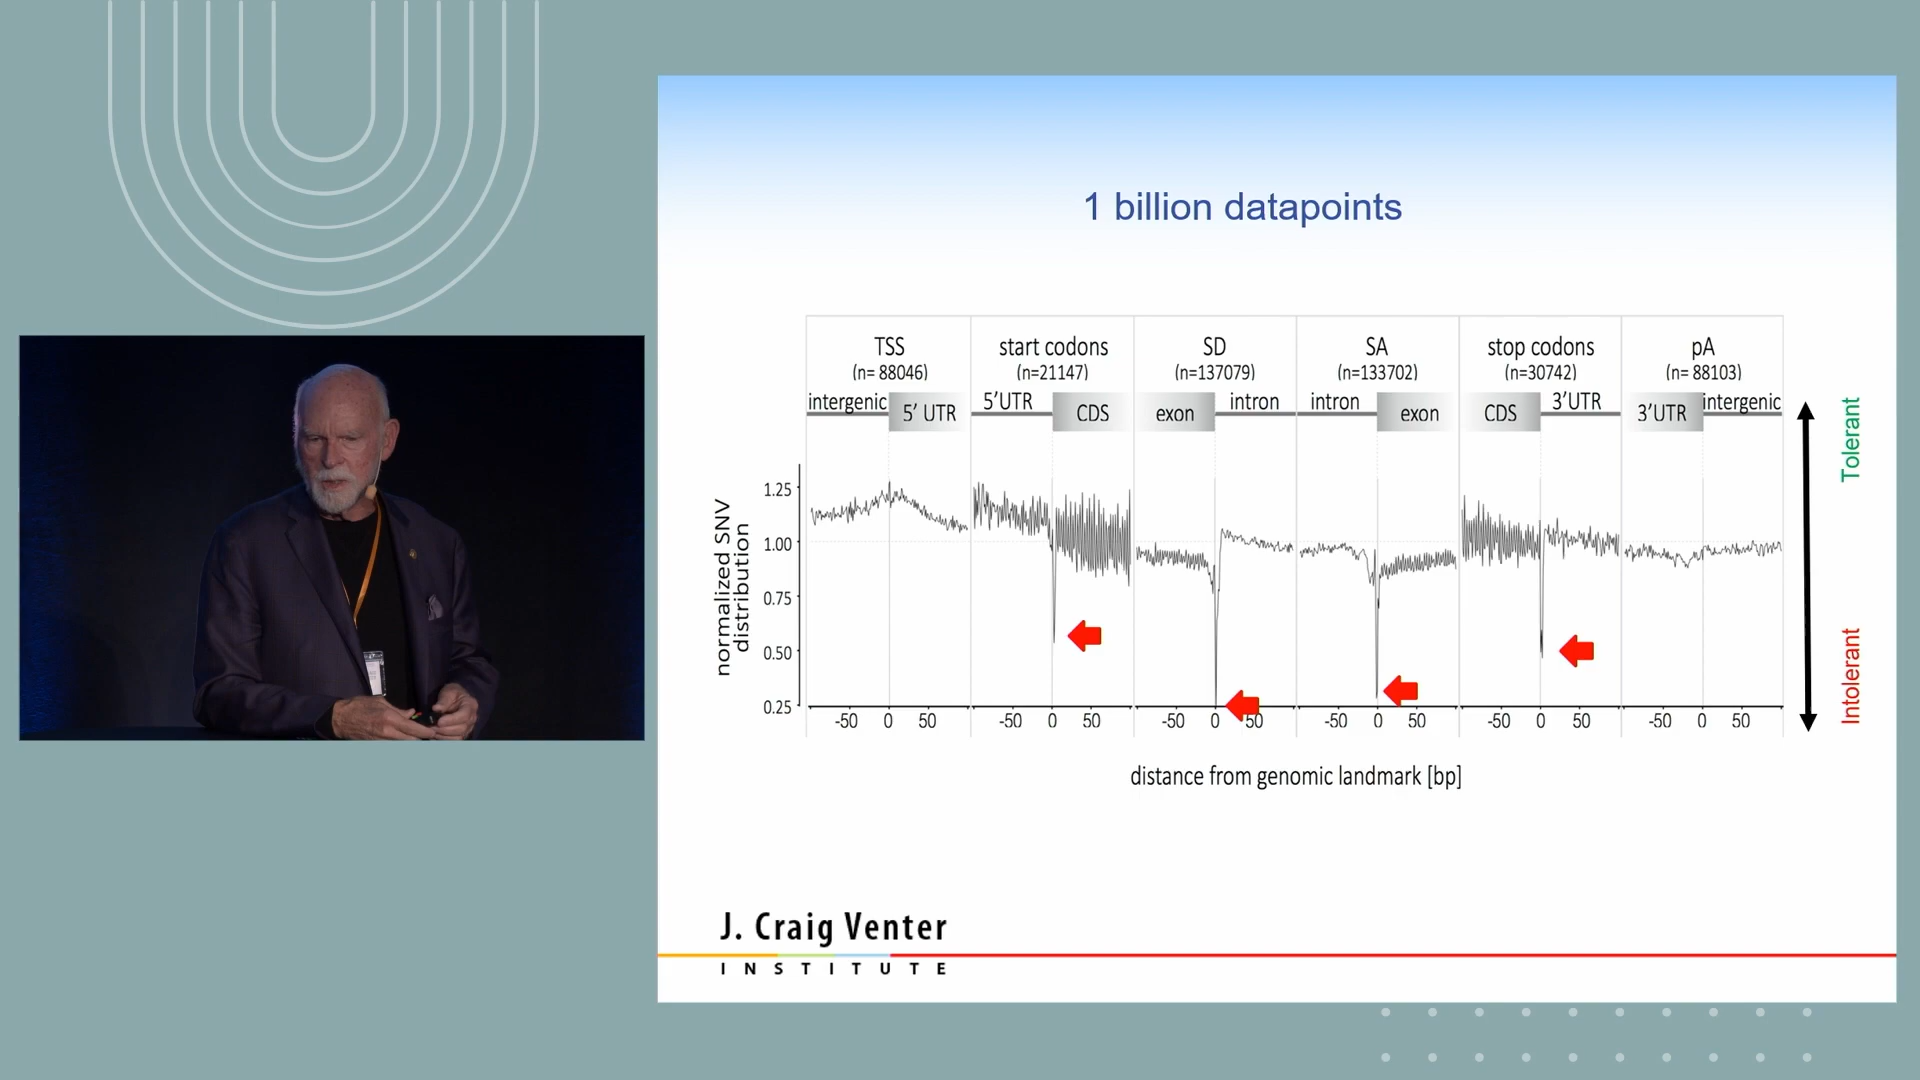 1 billion datapoints
TSS
(n= 88046)
intergenic
5' UTR
start codons
(n=21147)
5'UTR
CDS
SD
(n=137079)
exon
intron
SA
(n=133702)
intron
exon
stop codons
(n=30742)
CDS
3'UTR
pA
(n= 88103)
3'UTR
intergenic
Tolerant
Intolerant
normalized SNV
distribution
1.25
1.00
0.75
0.50
0.25
-50 0 50
-50 0 50
-50 0 50
-50 0 50
-50 0 50
-50 0 50
distance from genomic landmark [bp]
J. Craig Venter
INSTITUTE